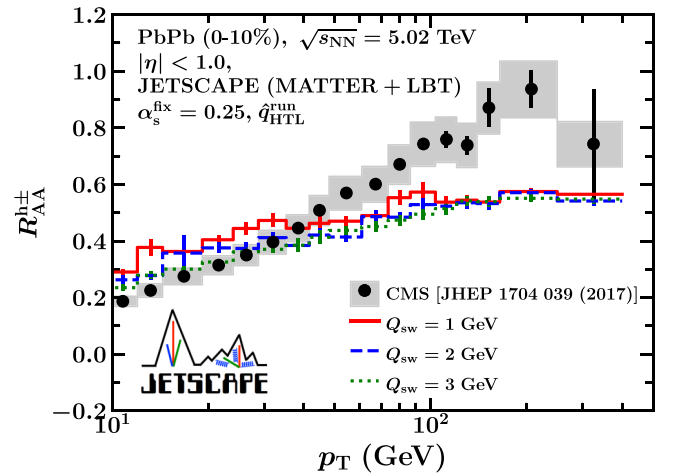 PbPb (0-10%), √s_NN = 5.02 TeV
|η| < 1.0,
JETSCAPE (MATTER + LBT)
α_s^fix = 0.25, q̂_HTL^run
1.2
1.0
0.8
0.6
0.4
0.2
0.0
−0.2
R_AA^h±
CMS [JHEP 1704 039 (2017)]
Q_sw = 1 GeV
Q_sw = 2 GeV
Q_sw = 3 GeV
JETSCAPE
10^1
10^2
p_T (GeV)